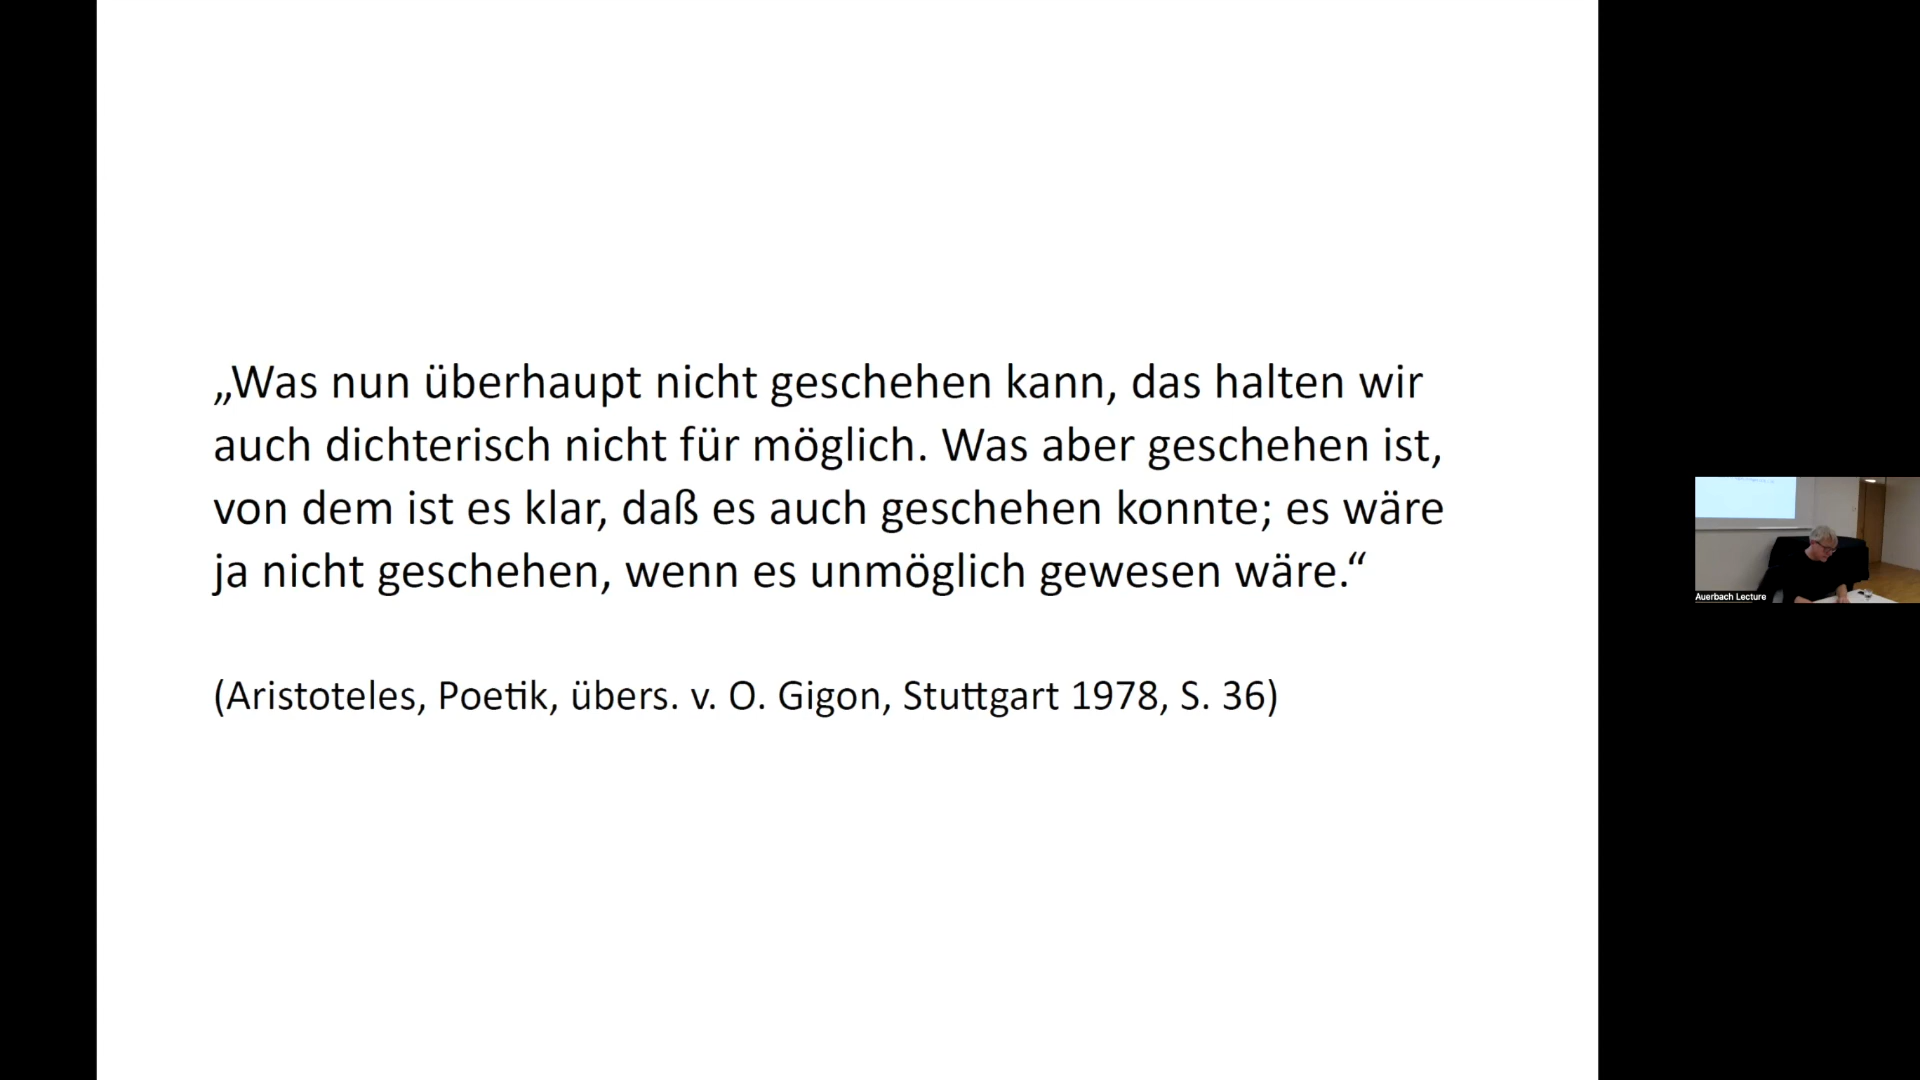 „Was nun überhaupt nicht geschehen kann, das halten wir
auch dichterisch nicht für möglich. Was aber geschehen ist,
von dem ist es klar, daß es auch geschehen konnte; es wäre
ja nicht geschehen, wenn es unmöglich gewesen wäre.“
(Aristoteles, Poetik, übers. v. O. Gigon, Stuttgart 1978, S. 36)
Auerbach Lecture